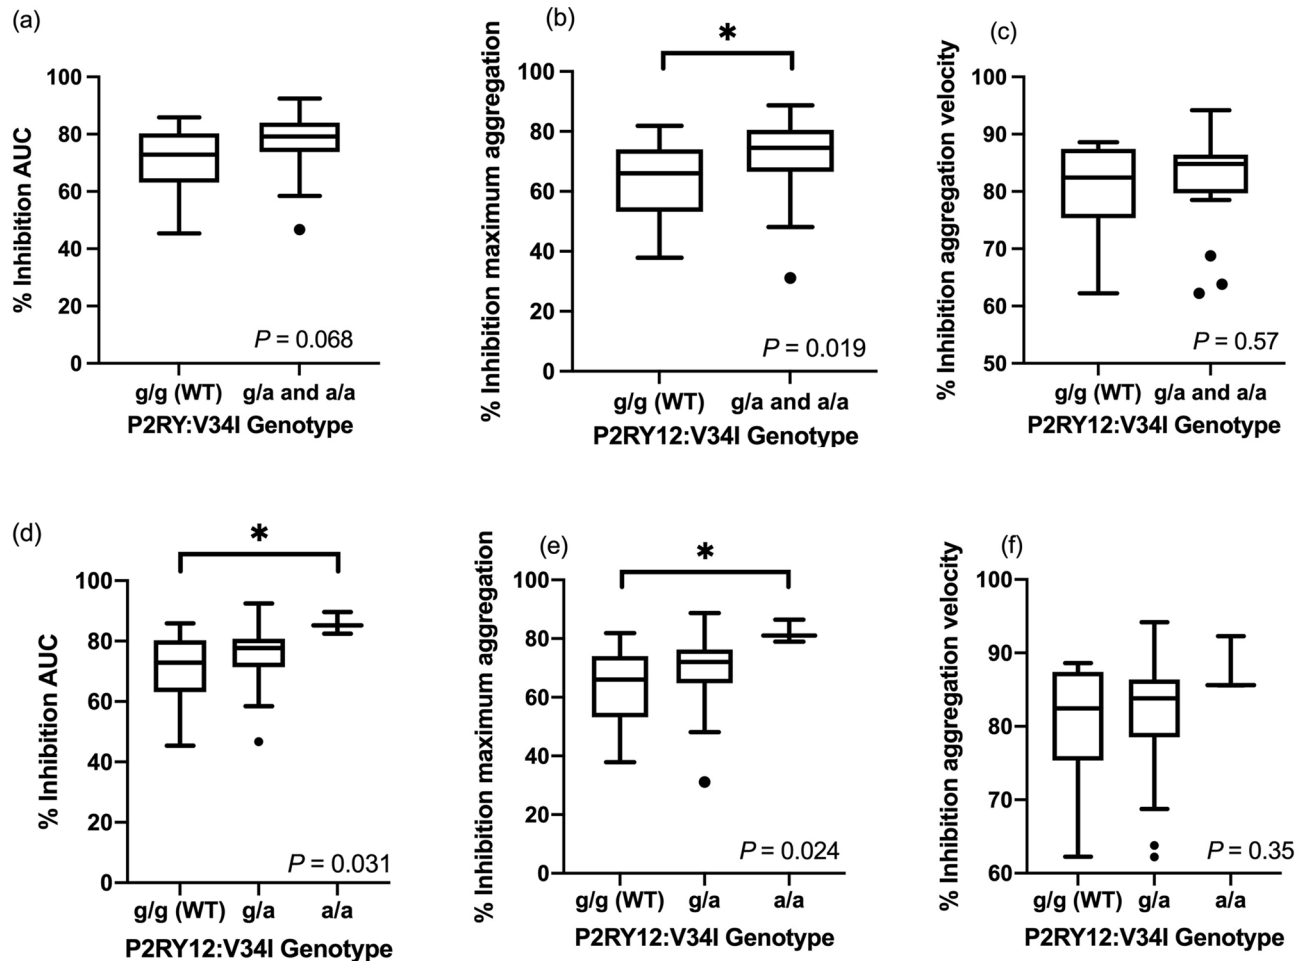 (a)
% Inhibition AUC
100
80
60
40
20
0
P = 0.068
g/g (WT) g/a and a/a
P2RY:V34I Genotype
(b)
% Inhibition maximum aggregation
*
100
80
60
40
20
0
P = 0.019
g/g (WT) g/a and a/a
P2RY12:V34I Genotype
(c)
% Inhibition aggregation velocity
100
90
80
70
60
50
P = 0.57
g/g (WT) g/a and a/a
P2RY12:V34I Genotype
(d)
% Inhibition AUC
*
100
80
60
40
20
0
P = 0.031
g/g (WT) g/a a/a
P2RY12:V34I Genotype
(e)
% Inhibition maximum aggregation
*
100
80
60
40
20
0
P = 0.024
g/g (WT) g/a a/a
P2RY12:V34I Genotype
(f)
% Inhibition aggregation velocity
100
90
80
70
60
P = 0.35
g/g (WT) g/a a/a
P2RY12:V34I Genotype